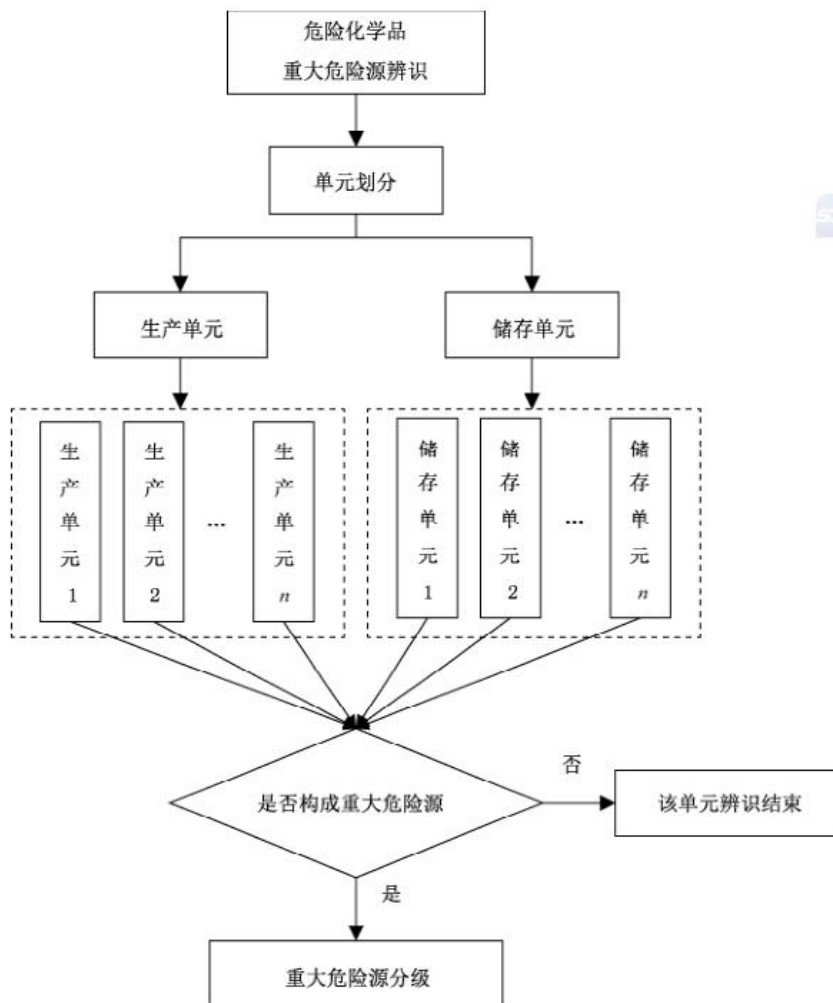 危险化学品
重大危险源辨识
单元划分
生产单元
储存单元
生产单元1
生产单元2
…
生产单元n
储存单元1
储存单元2
…
储存单元n
是否构成重大危险源
否
该单元辨识结束
是
重大危险源分级